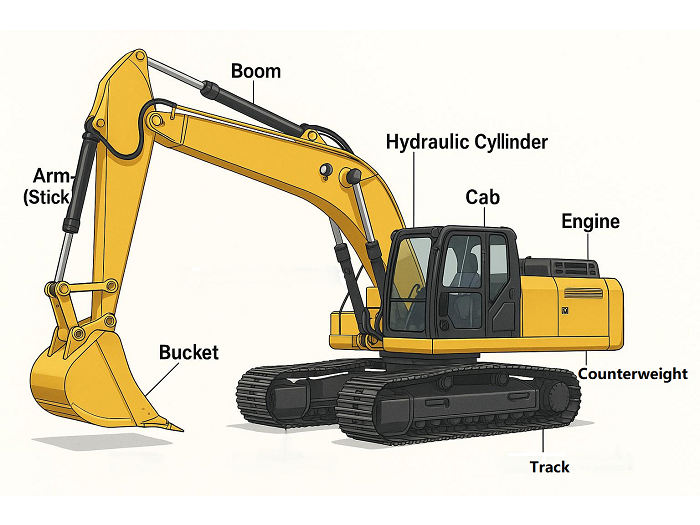 Boom
Hydraulic Cyllinder
Arm-
(Stick
Cab
Engine
Bucket
Counterweight
Track